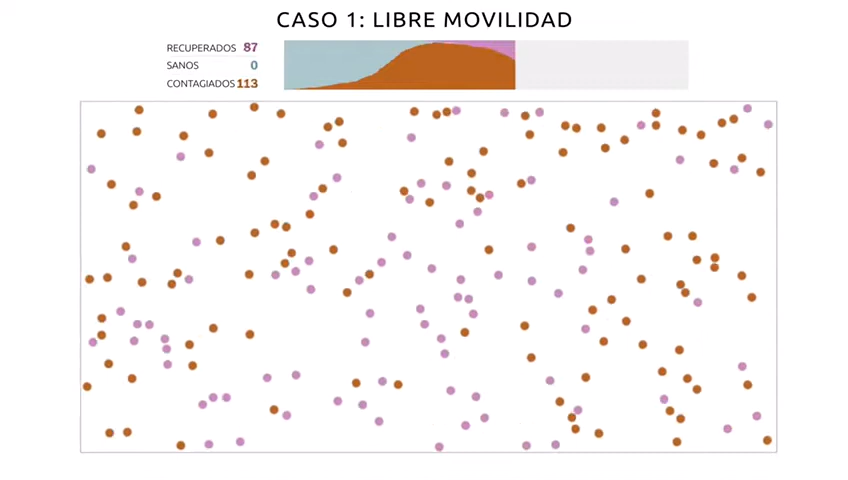 CASO 1: LIBRE MOVILIDAD
RECUPERADOS 87
SANOS 0
CONTAGIADOS 113